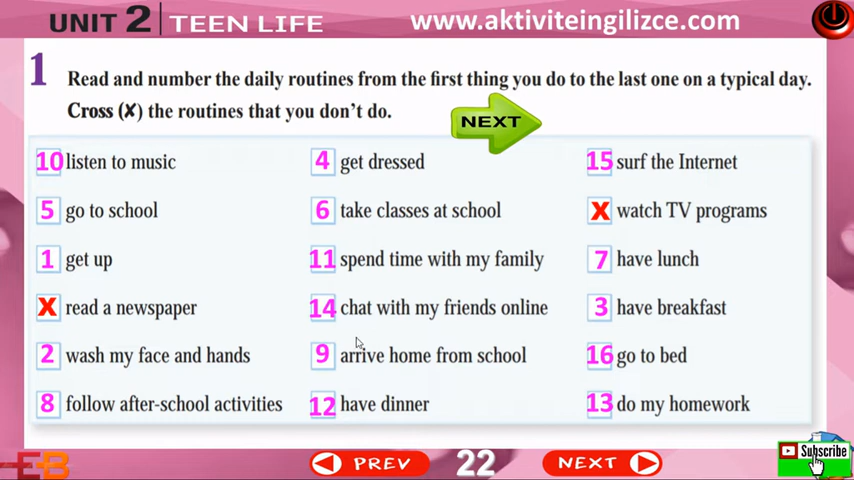 UNIT 2 TEEN LIFE
www.aktiviteingilizce.com
1 Read and number the daily routines from the first thing you do to the last one on a typical day.
Cross (✘) the routines that you don't do.
NEXT
10 listen to music
5 go to school
1 get up
X read a newspaper
2 wash my face and hands
8 follow after-school activities
4 get dressed
6 take classes at school
11 spend time with my family
14 chat with my friends online
9 arrive home from school
12 have dinner
15 surf the Internet
X watch TV programs
7 have lunch
3 have breakfast
16 go to bed
13 do my homework
EB
PREV 22 NEXT
Subscribe